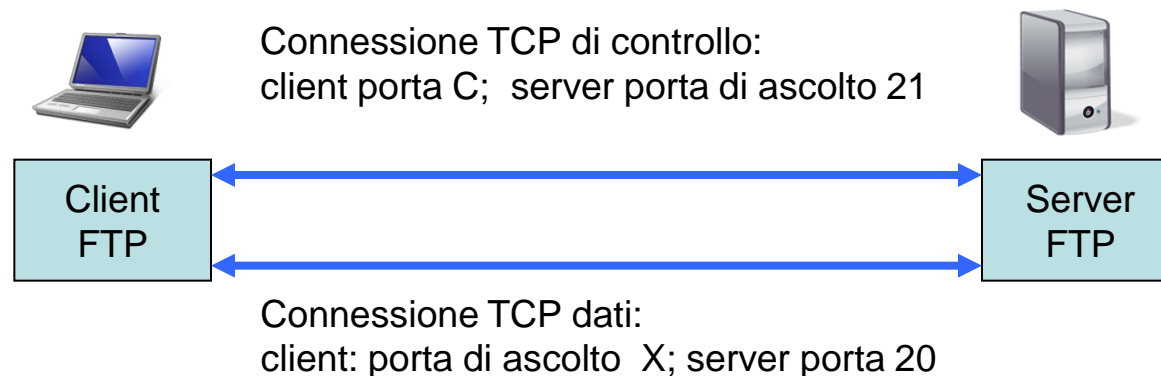 Connessione TCP di controllo:
client porta C; server porta di ascolto 21
Client
FTP
Server
FTP
Connessione TCP dati:
client: porta di ascolto X; server porta 20